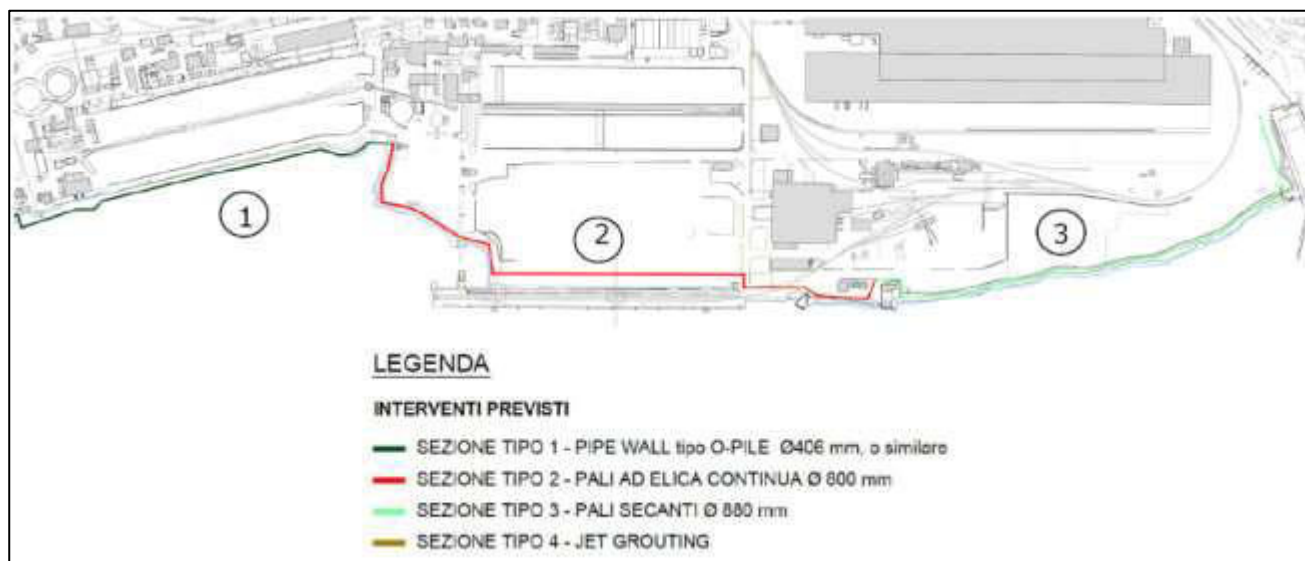 1
2
3
LEGENDA
INTERVENTI PREVISTI
SEZIONE TIPO 1 - PIPE WALL tipo O-PILE Ø406 mm, o similare
SEZIONE TIPO 2 - PALI AD ELICA CONTINUA Ø 800 mm
SEZIONE TIPO 3 - PALI SECANTI Ø 880 mm
SEZIONE TIPO 4 - JET GROUTING